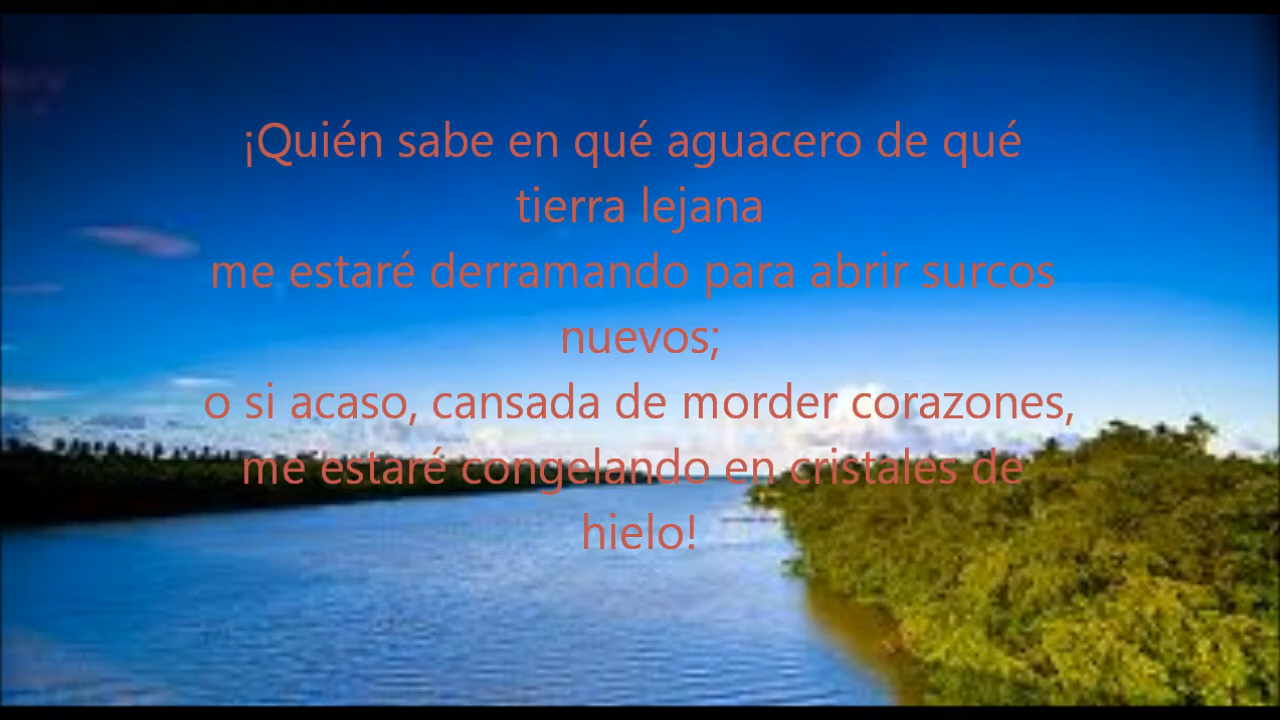 ¡Quién sabe en qué aguacero de qué
tierra lejana
me estaré derramando para abrir surcos
nuevos;
o si acaso, cansada de morder corazones,
me estaré congelando en cristales de
hielo!